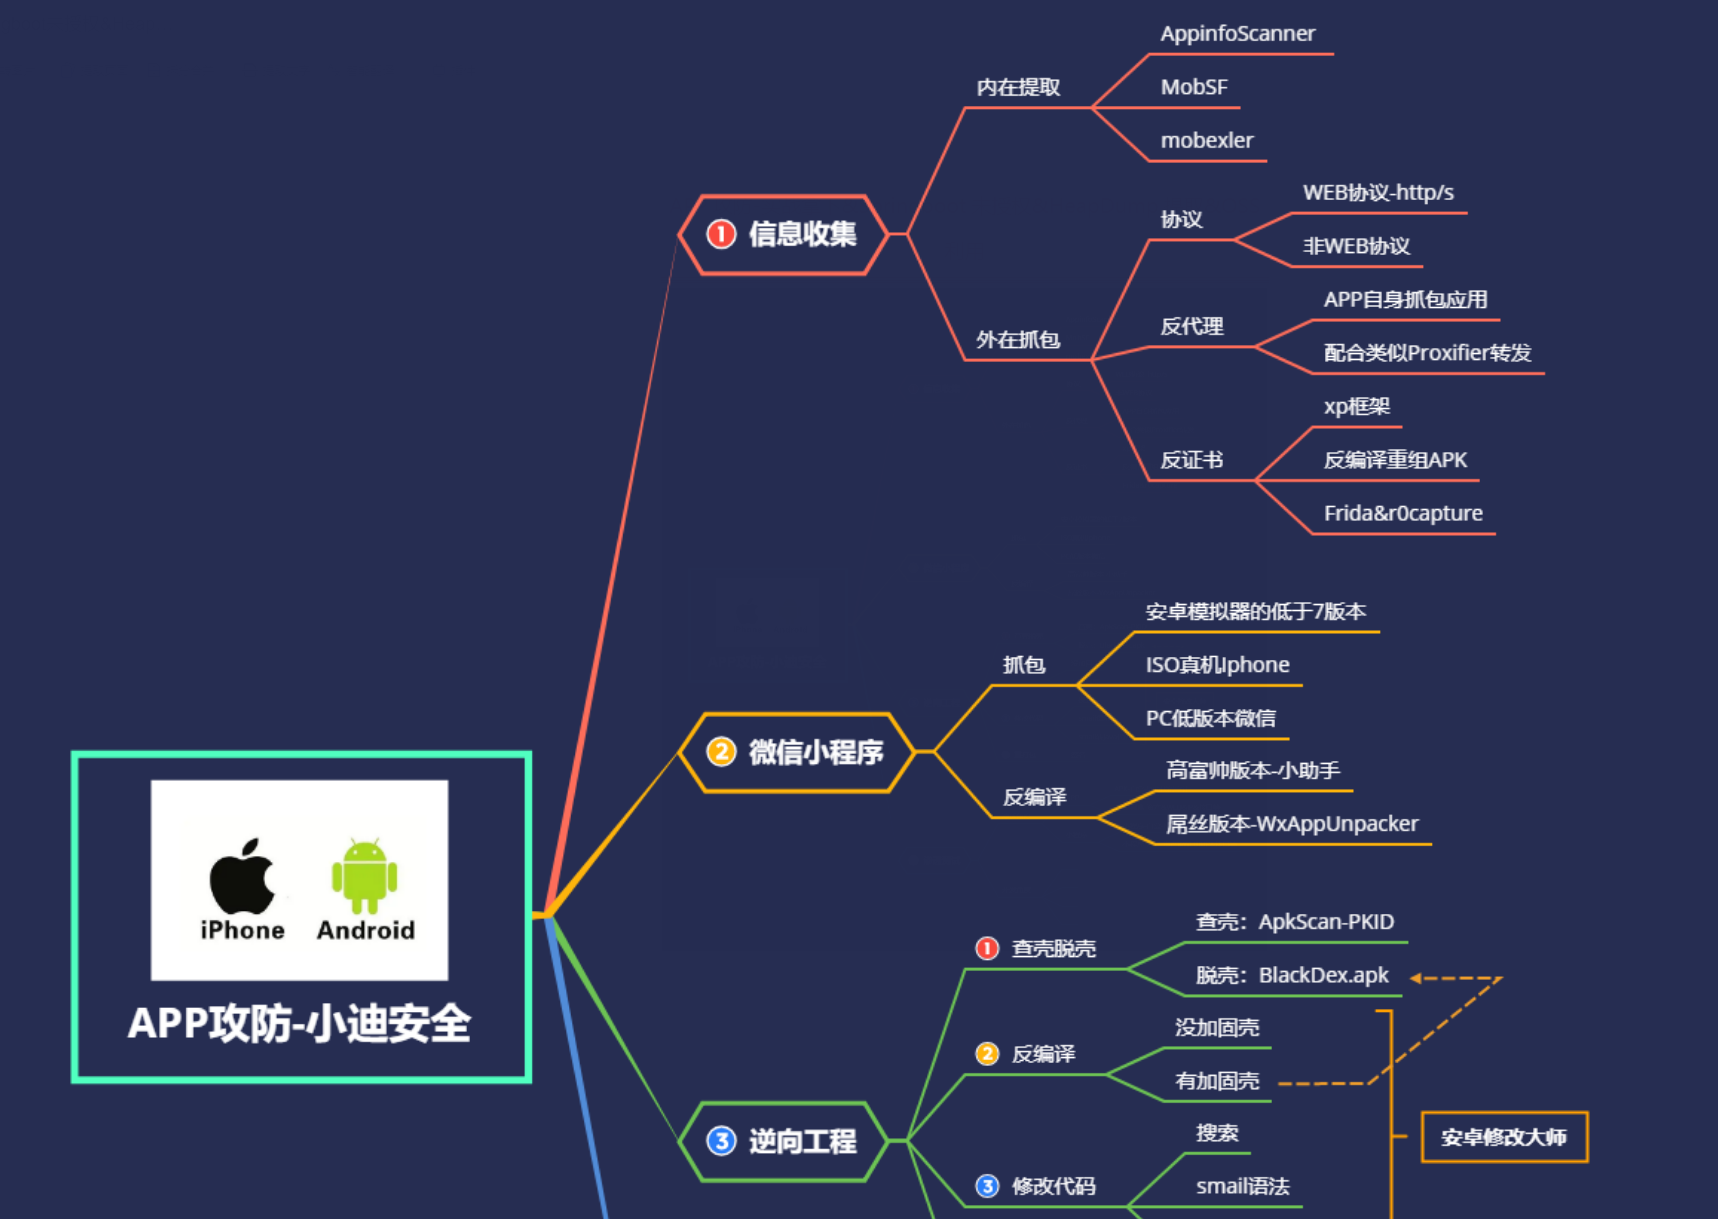 AppinfoScanner
内在提取
MobSF
mobexler
① 信息收集
WEB协议-http/s
协议
非WEB协议
APP自身抓包应用
反代理
外在抓包
配合类似Proxifier转发
xp框架
反证书
反编译重组APK
Frida&r0capture
安卓模拟器的低于7版本
抓包
ISO真机Iphone
PC低版本微信
② 微信小程序
高富帅版本-小助手
反编译
屌丝版本-WxAppUnpacker
iPhone
Android
APP攻防-小迪安全
查壳：ApkScan-PKID
① 查壳脱壳
脱壳：BlackDex.apk
没加固壳
② 反编译
有加固壳
③ 逆向工程
搜索
安卓修改大师
③ 修改代码
smail语法